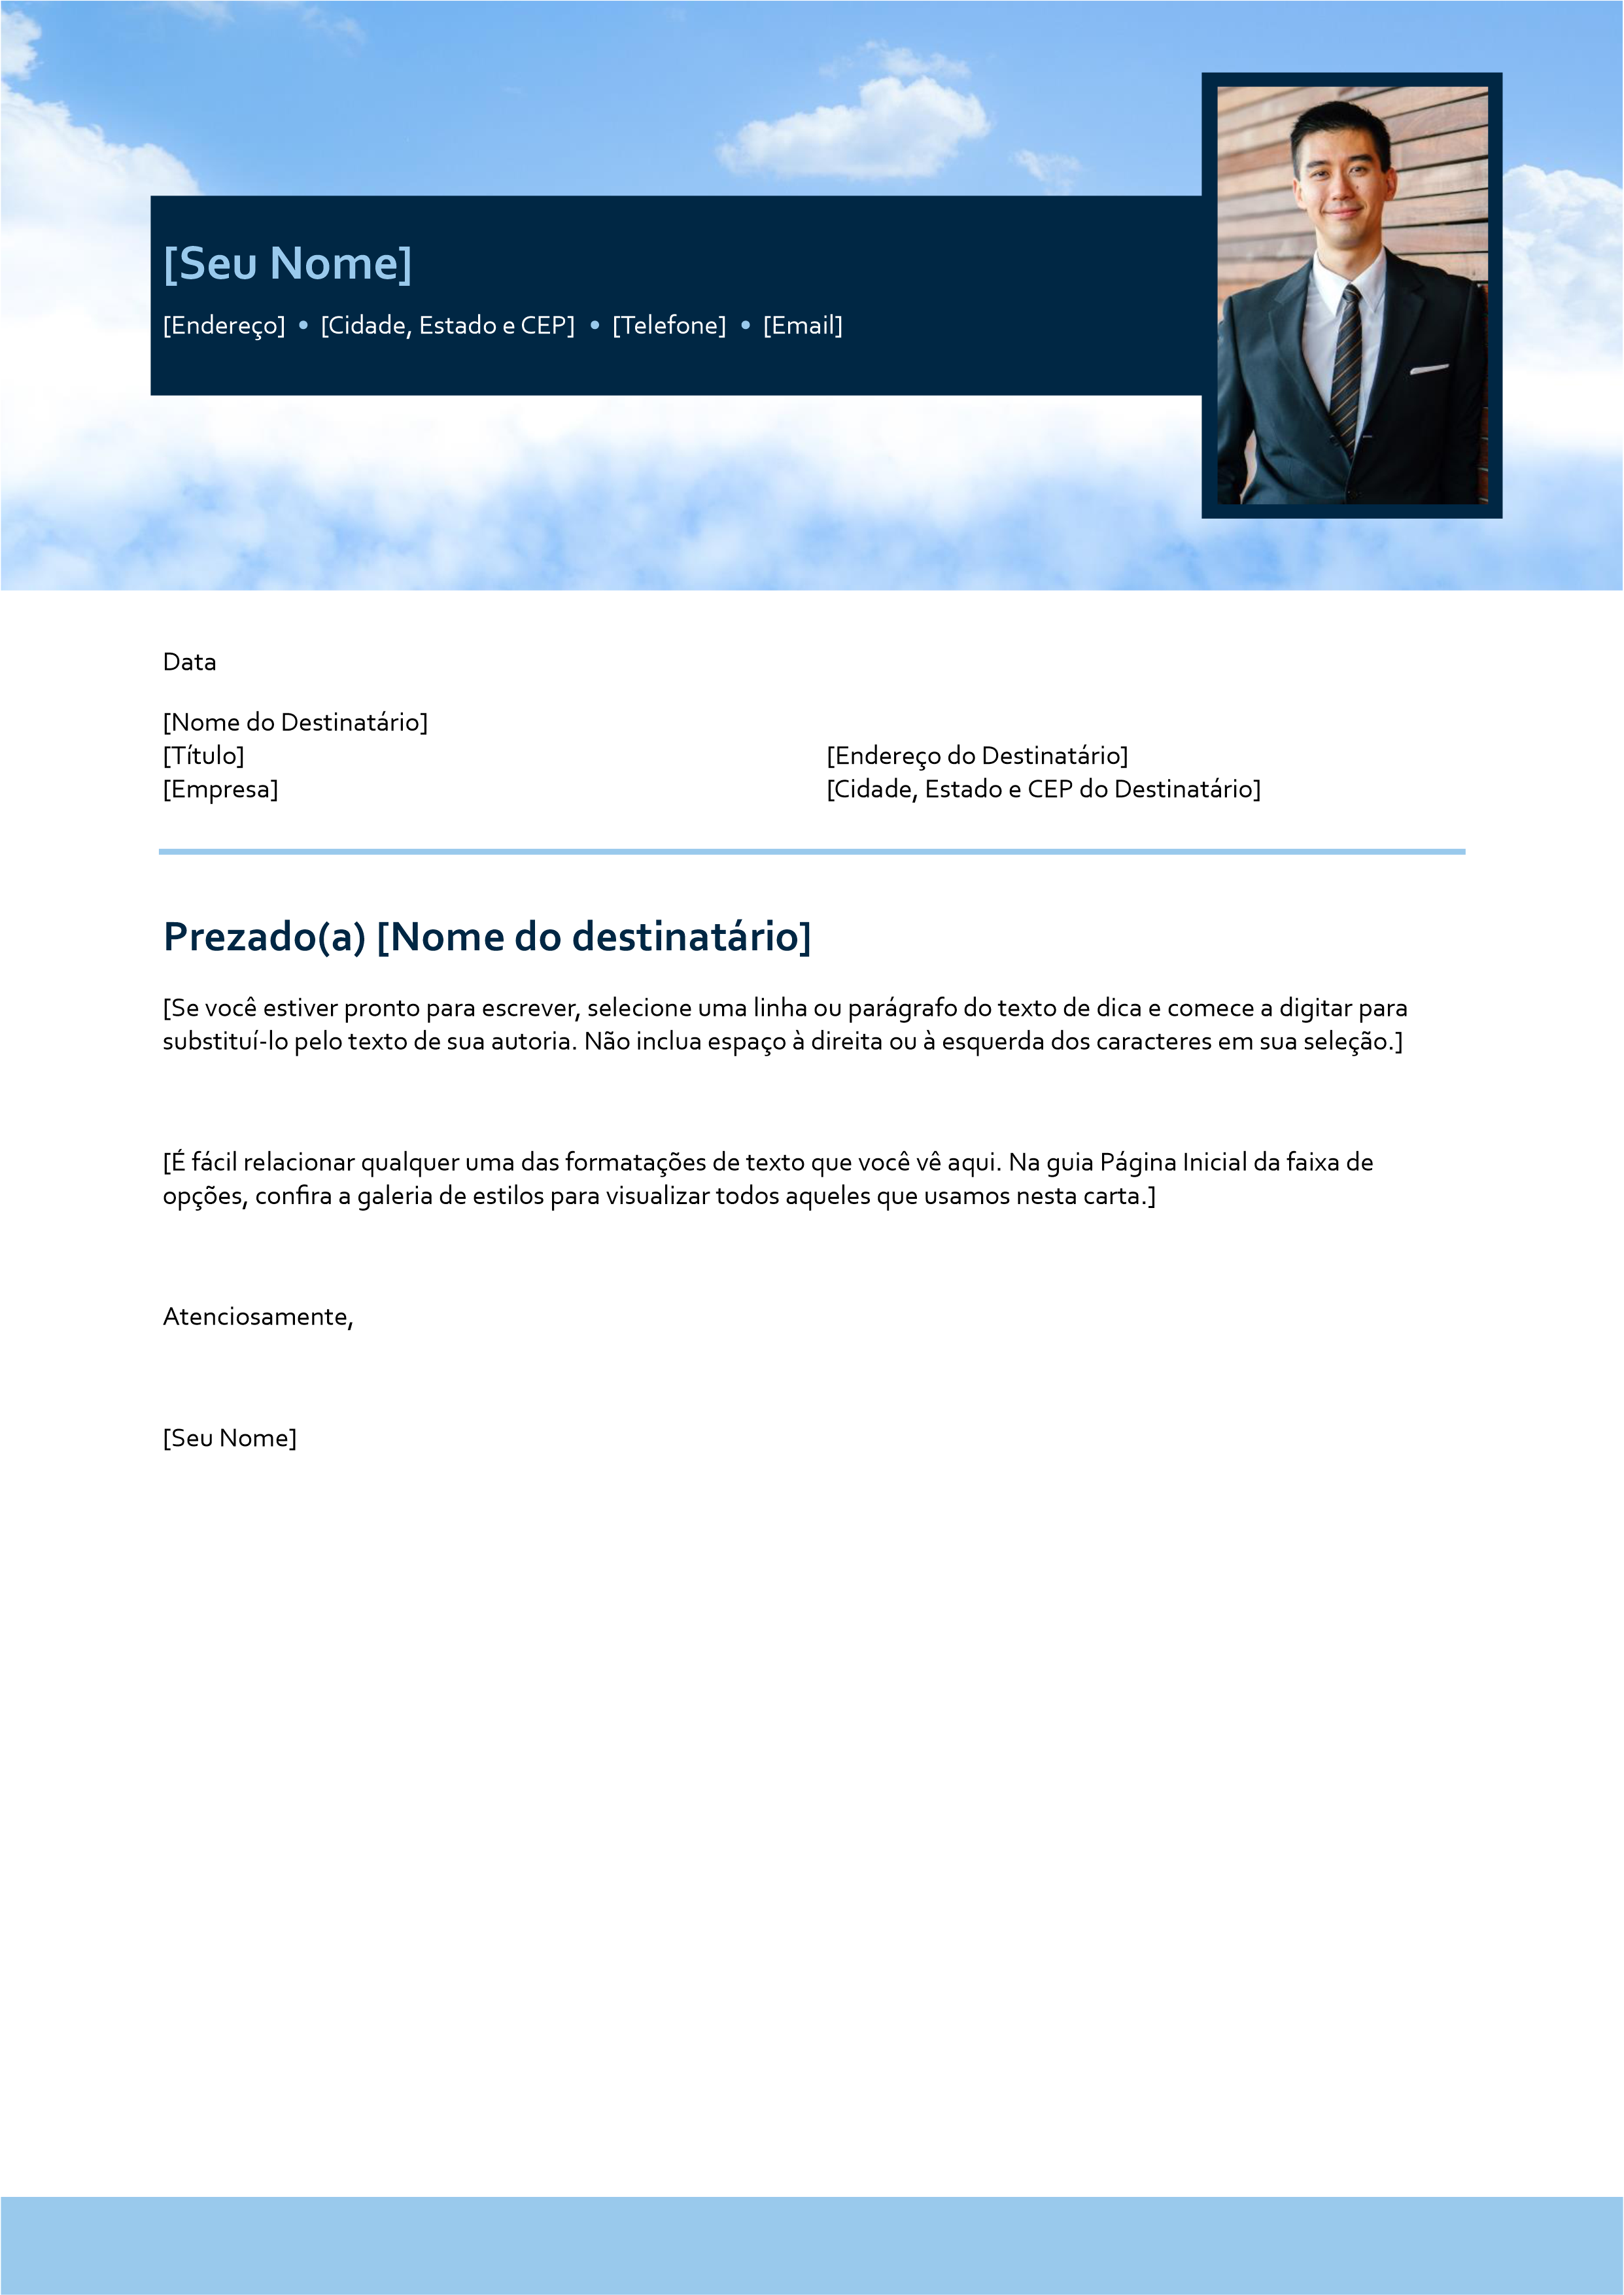 [Seu Nome]
[Endereço] • [Cidade, Estado e CEP] • [Telefone] • [Email]
Data
[Nome do Destinatário]
[Título]
[Empresa]
[Endereço do Destinatário]
[Cidade, Estado e CEP do Destinatário]
Prezado(a) [Nome do destinatário]
[Se você estiver pronto para escrever, selecione uma linha ou parágrafo do texto de dica e comece a digitar para
substituí-lo pelo texto de sua autoria. Não inclua espaço à direita ou à esquerda dos caracteres em sua seleção.]
[É fácil relacionar qualquer uma das formatações de texto que você vê aqui. Na guia Página Inicial da faixa de
opções, confira a galeria de estilos para visualizar todos aqueles que usamos nesta carta.]
Atenciosamente,
[Seu Nome]